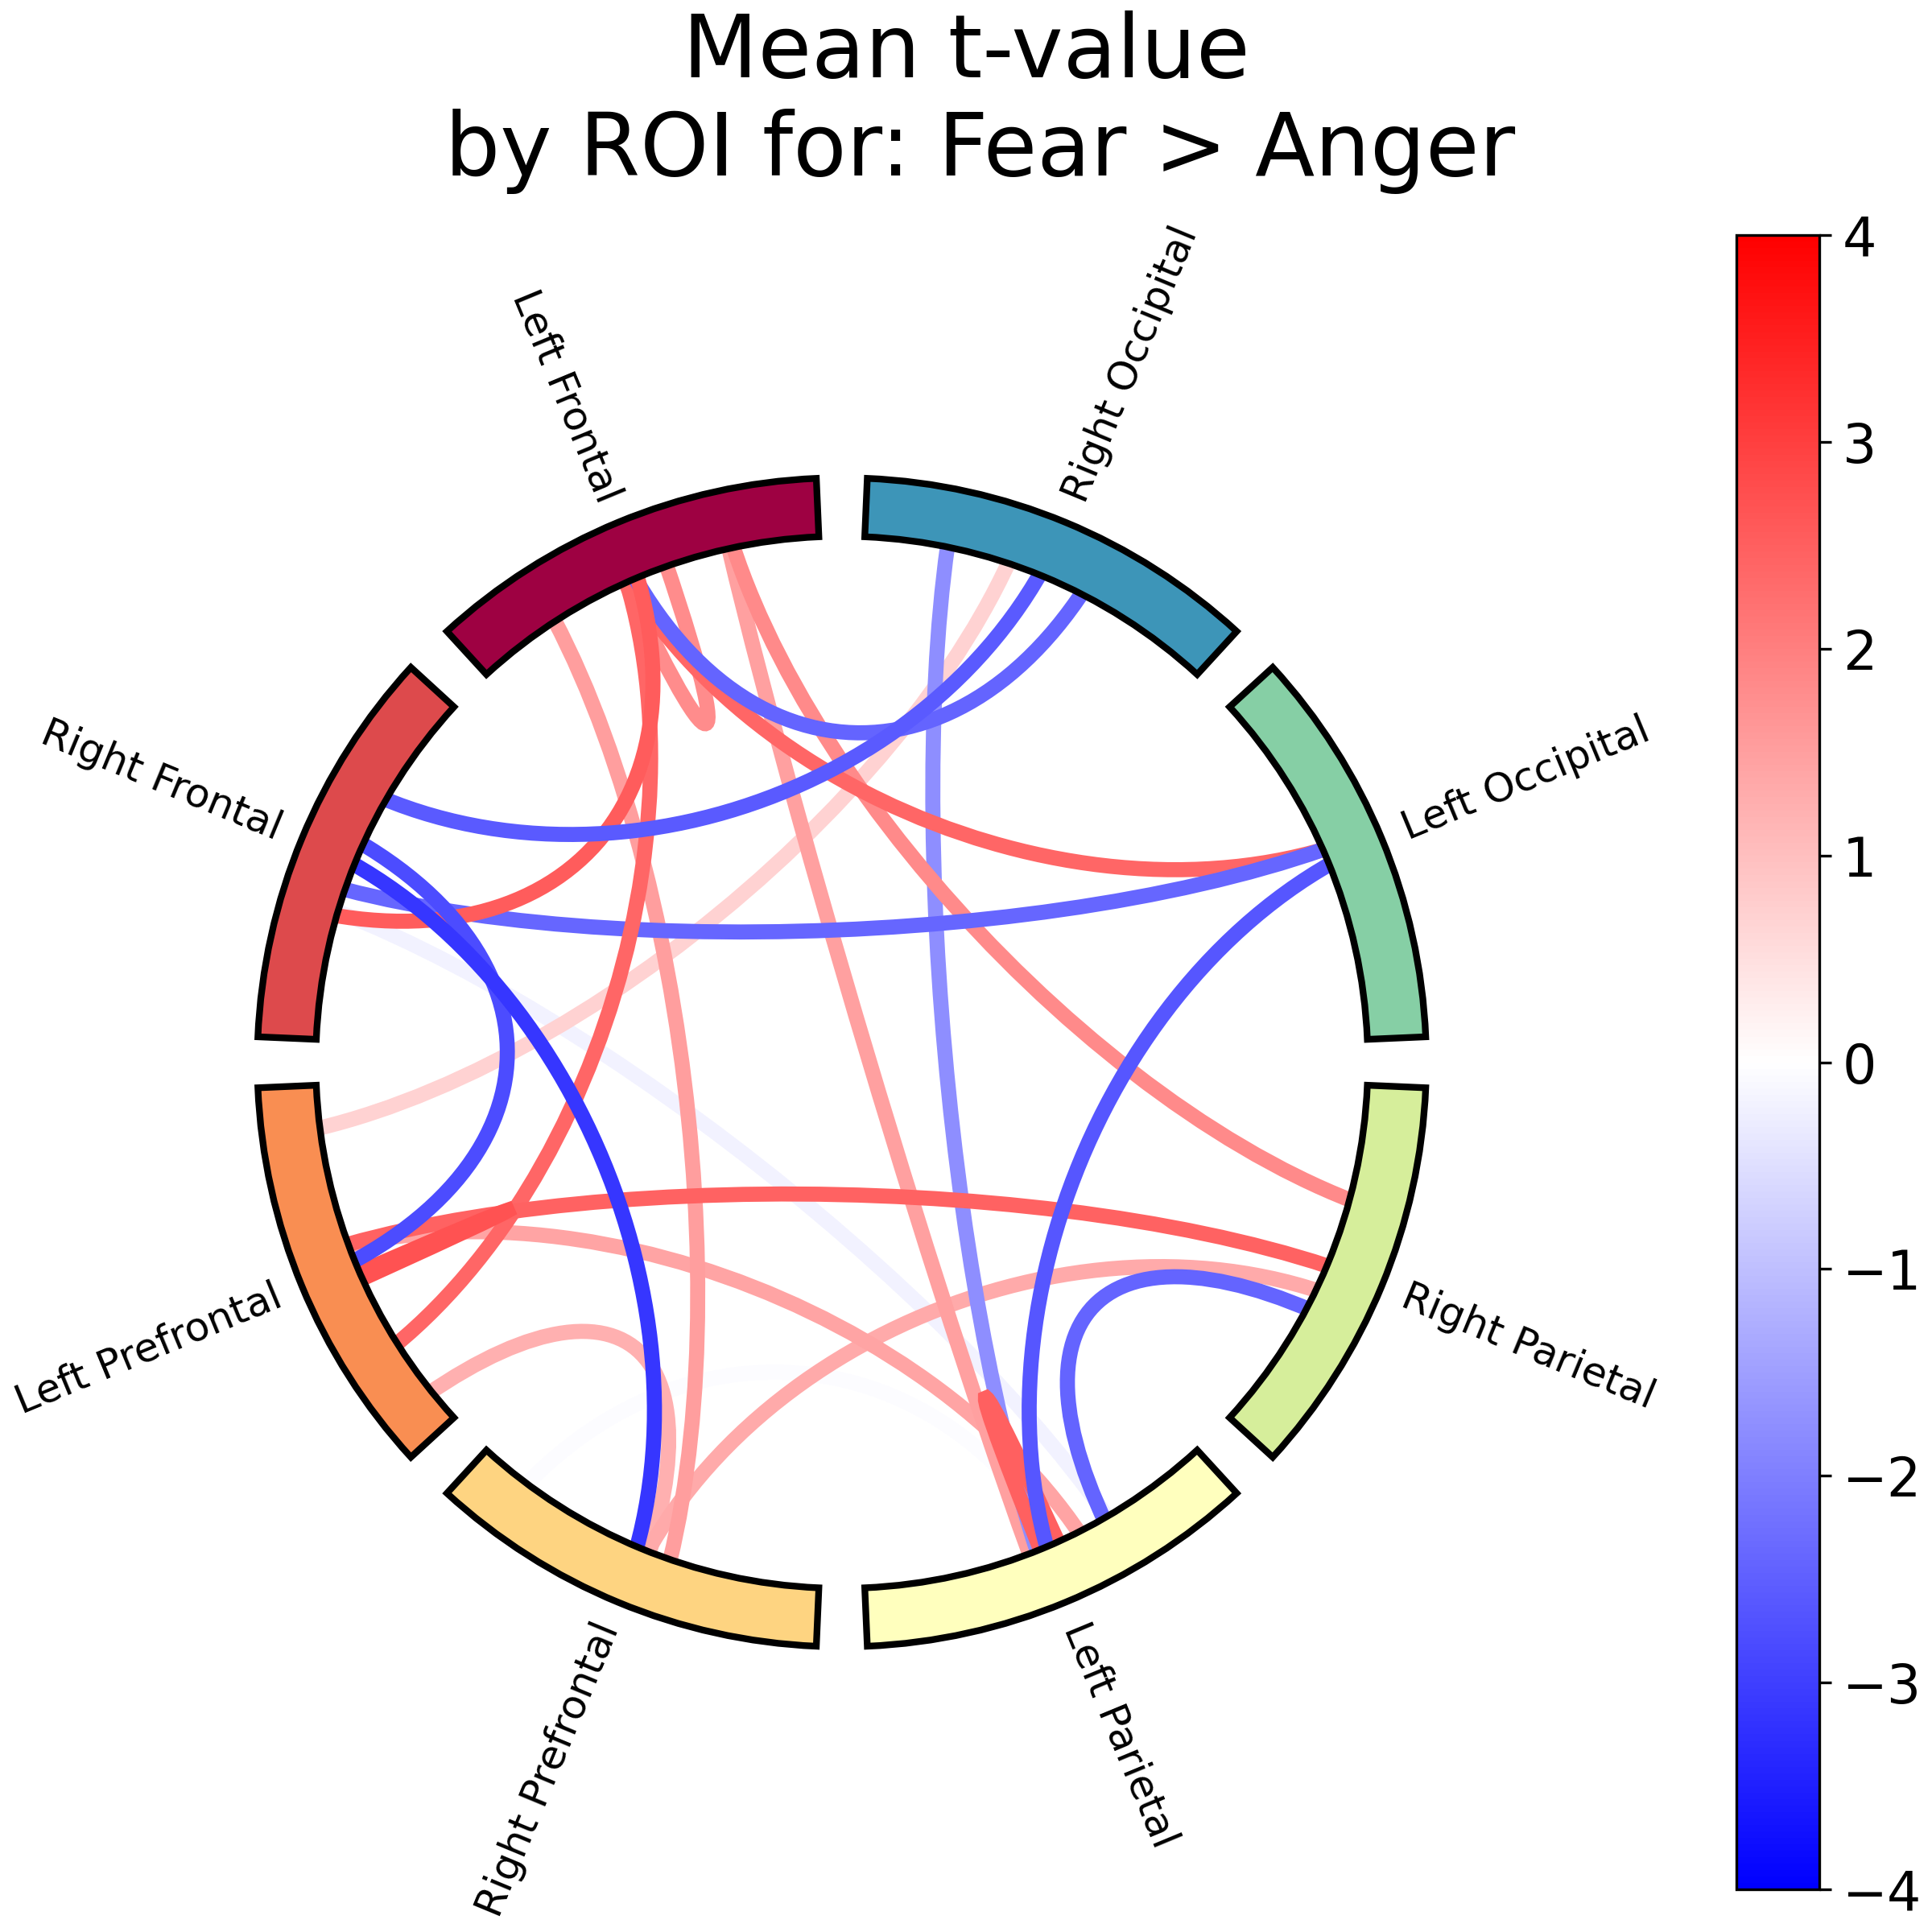 Mean t-value
by ROI for: Fear > Anger
Left Frontal
Right Occipital
Right Frontal
Left Occipital
Left Prefrontal
Right Parietal
Right Prefrontal
Left Parietal
4
3
2
1
0
−1
−2
−3
−4